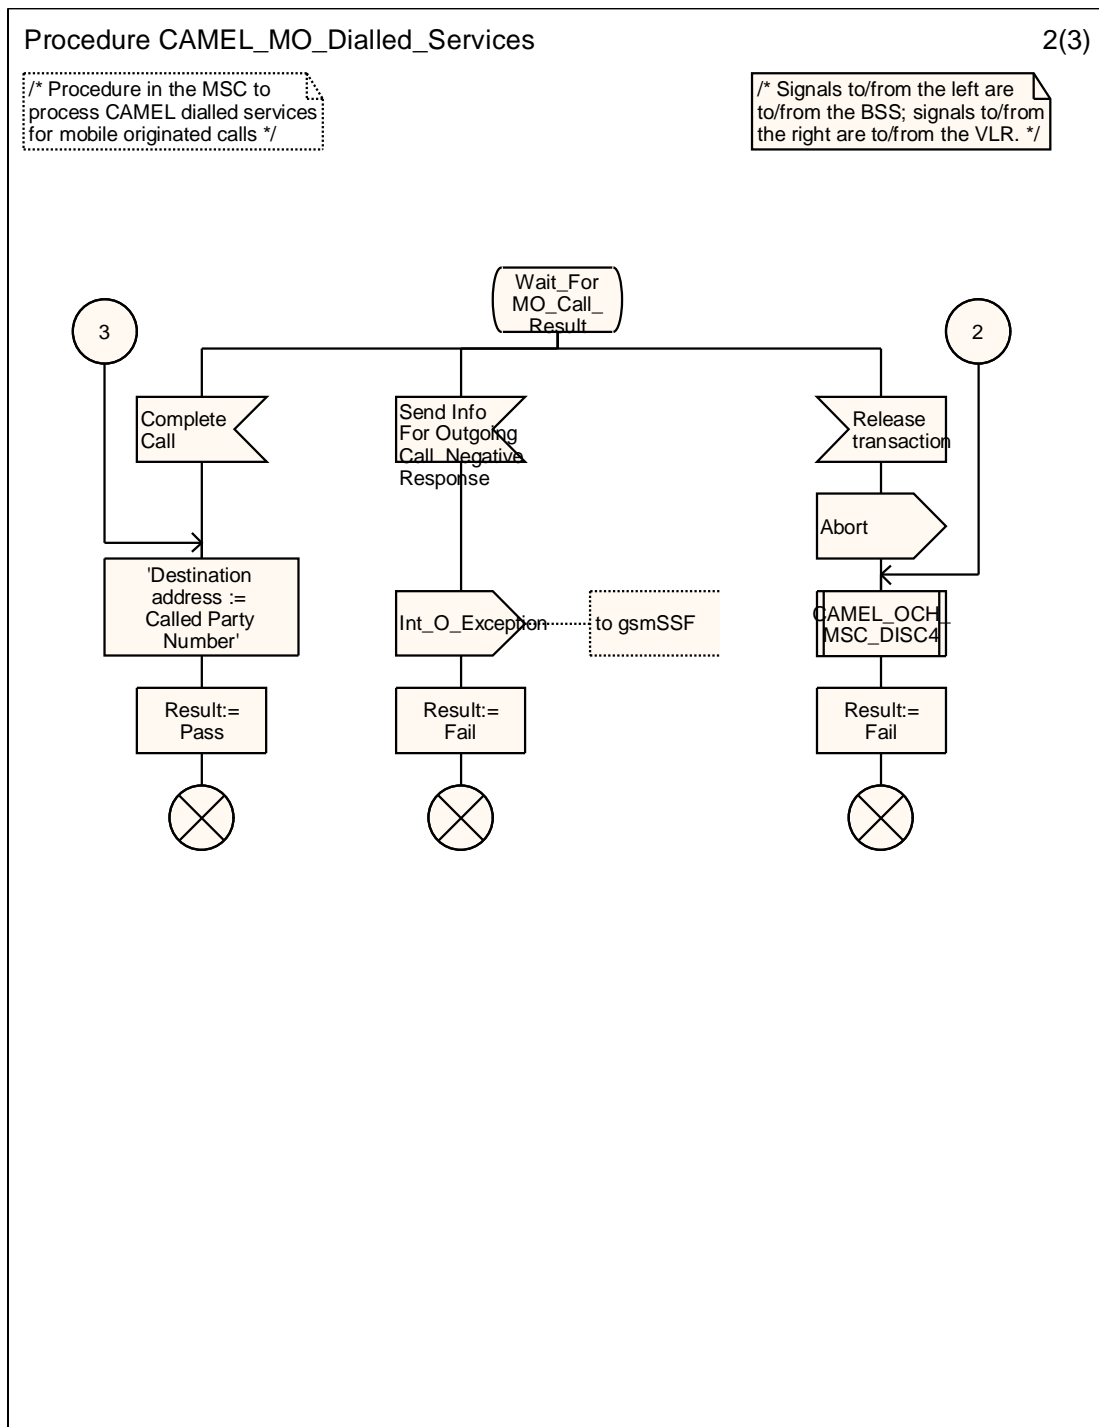 Procedure CAMEL_MO_Dialled_Services
2(3)
/* Procedure in the MSC to
process CAMEL dialled services
for mobile originated calls */
/* Signals to/from the left are
to/from the BSS; signals to/from
the right are to/from the VLR. */
Wait_For
MO_Call_
Result
3
2
Complete
Call
Send Info
For Outgoing
Call Negative
Response
Release
transaction
Abort
'Destination
address :=
Called Party
Number'
Int_O_Exception
to gsmSSF
CAMEL_OCH_
MSC_DISC4
Result:=
Pass
Result:=
Fail
Result:=
Fail